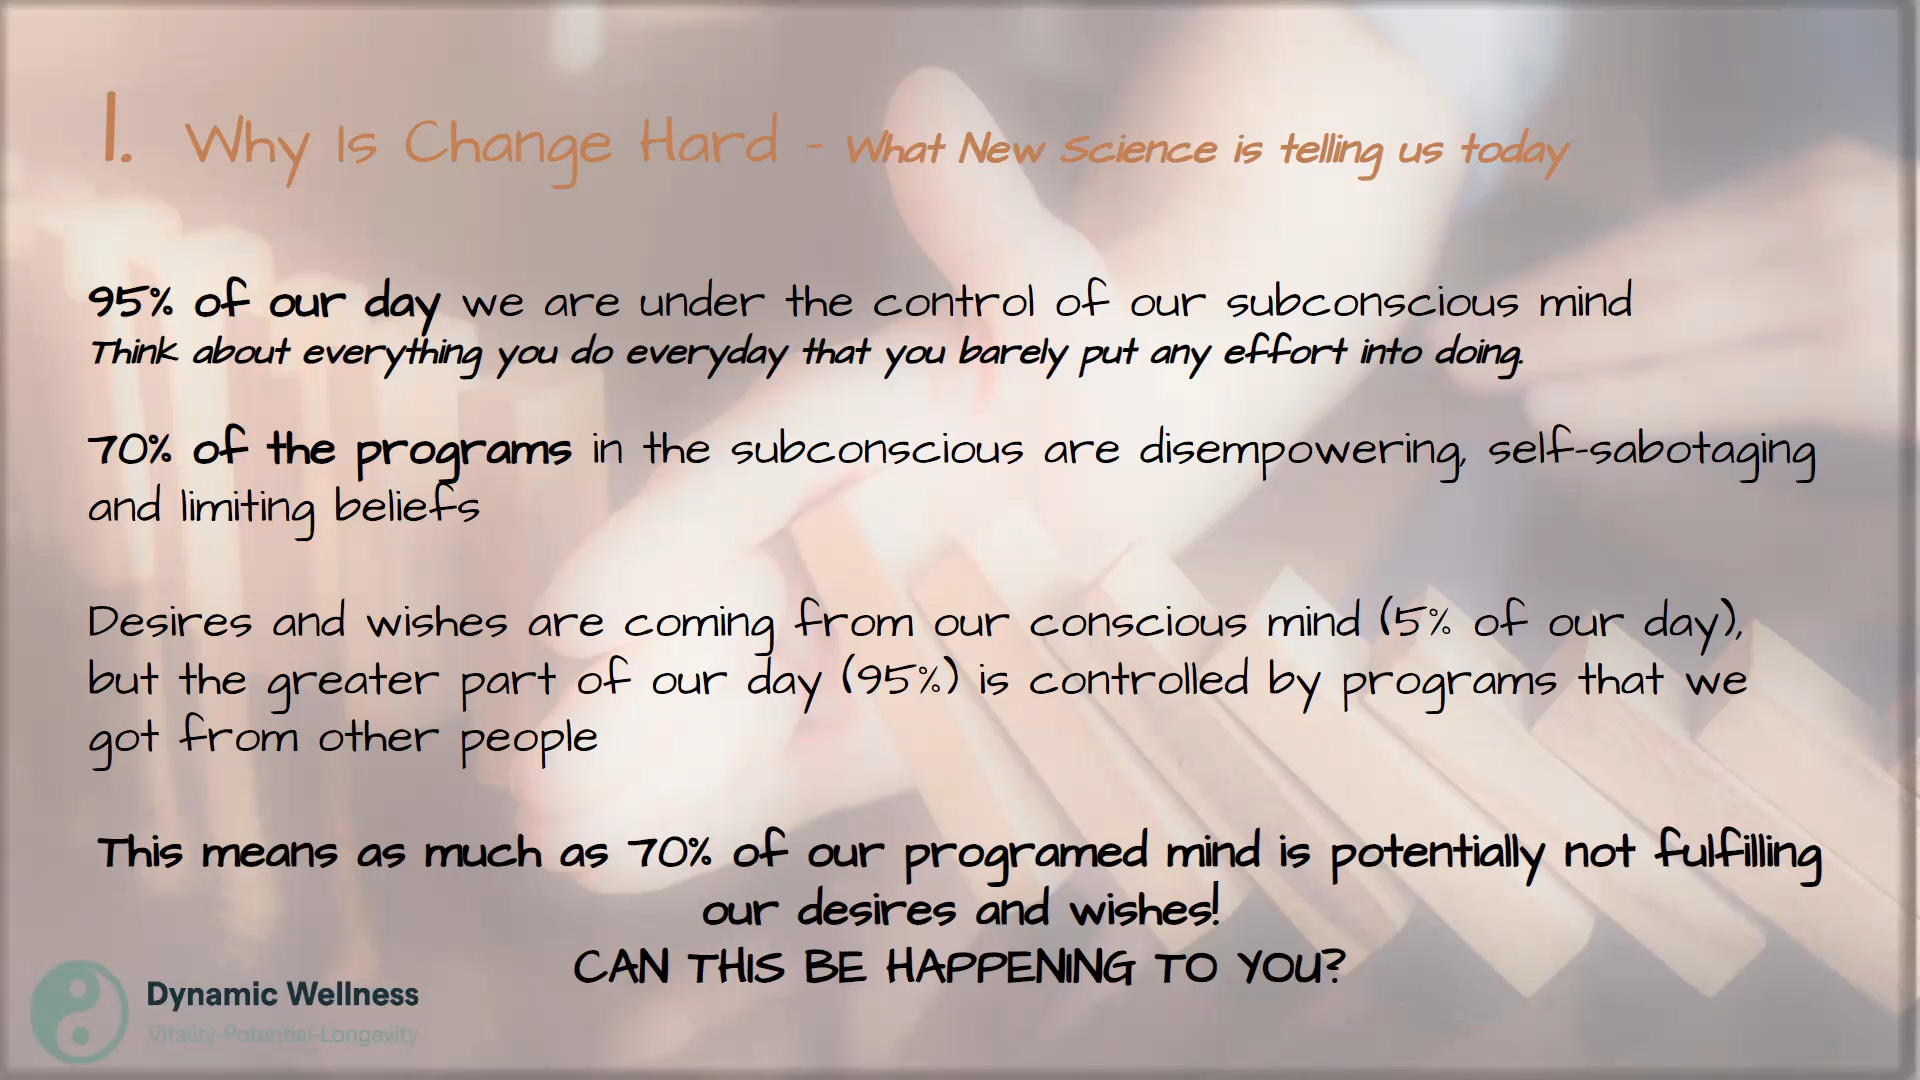 1. Why Is Change Hard - What New Science is telling us today
95% of our day we are under the control of our subconscious mind
Think about everything you do everyday that you barely put any effort into doing.
70% of the programs in the subconscious are disempowering, self-sabotaging
and limiting beliefs
Desires and wishes are coming from our conscious mind (5% of our day),
but the greater part of our day (95%) is controlled by programs that we
got from other people
This means as much as 70% of our programed mind is potentially not fulfilling
our desires and wishes!
CAN THIS BE HAPPENING TO YOU?
Dynamic Wellness
Vitality-Potential-Longevity